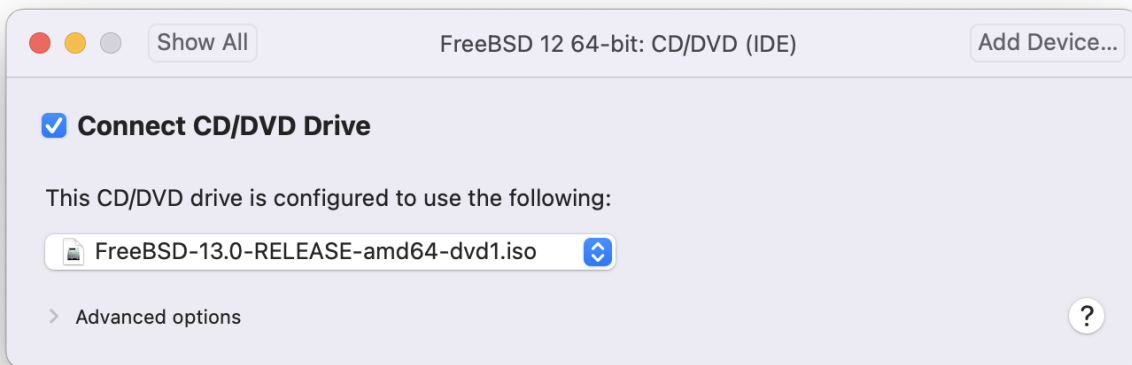 Show All FreeBSD 12 64-bit: CD/DVD (IDE) Add Device...
Connect CD/DVD Drive
This CD/DVD drive is configured to use the following:
FreeBSD-13.0-RELEASE-amd64-dvd1.iso
Advanced options ?